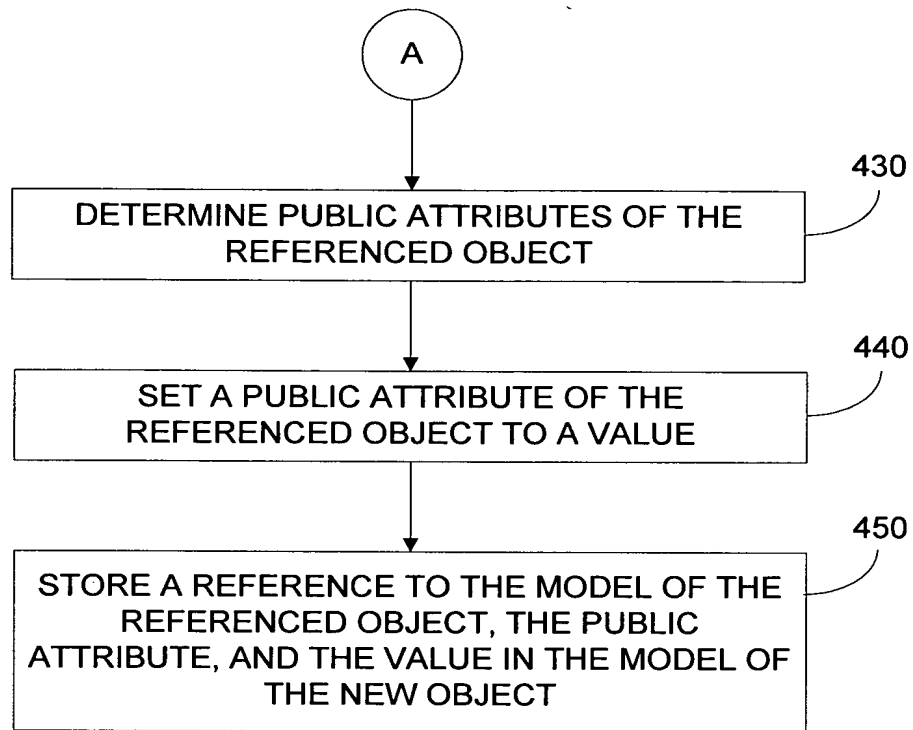 A
430
DETERMINE PUBLIC ATTRIBUTES OF THE
REFERENCED OBJECT
440
SET A PUBLIC ATTRIBUTE OF THE
REFERENCED OBJECT TO A VALUE
450
STORE A REFERENCE TO THE MODEL OF THE
REFERENCED OBJECT, THE PUBLIC
ATTRIBUTE, AND THE VALUE IN THE MODEL OF
THE NEW OBJECT